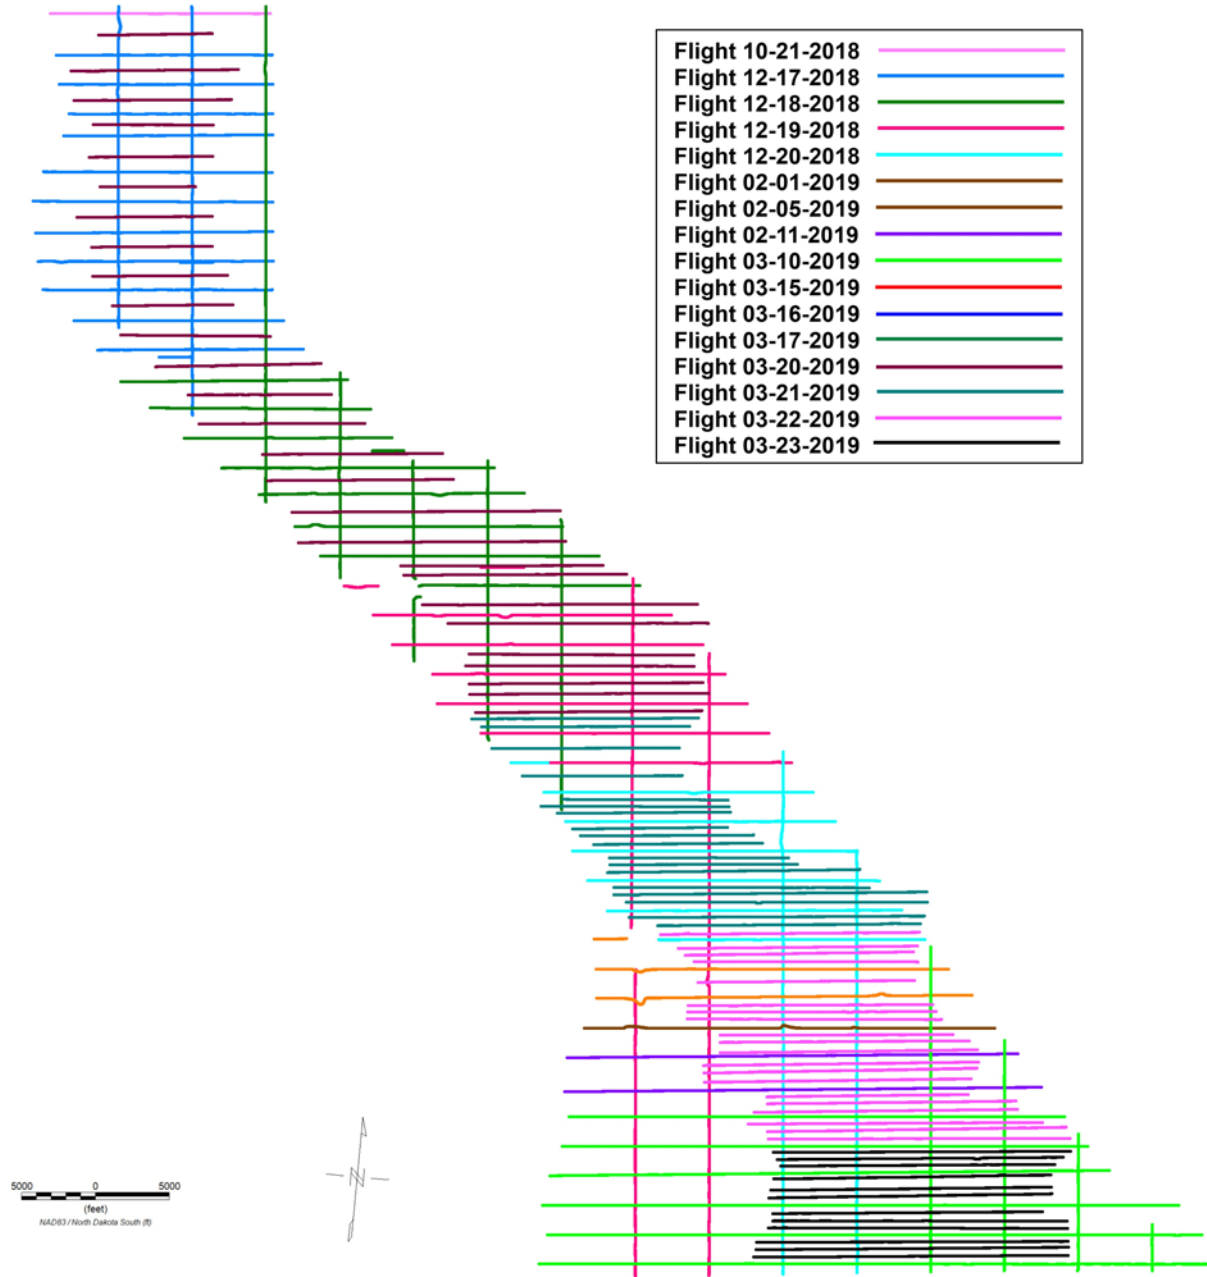 Flight 10-21-2018
Flight 12-17-2018
Flight 12-18-2018
Flight 12-19-2018
Flight 12-20-2018
Flight 02-01-2019
Flight 02-05-2019
Flight 02-11-2019
Flight 03-10-2019
Flight 03-15-2019
Flight 03-16-2019
Flight 03-17-2019
Flight 03-20-2019
Flight 03-21-2019
Flight 03-22-2019
Flight 03-23-2019
N
5000 0 5000
(feet)
NAD83 / North Dakota South (ft)